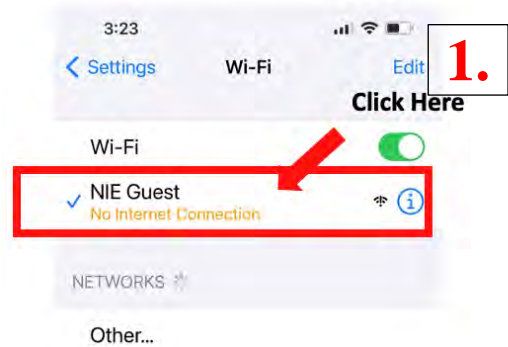 3:23
Settings Wi-Fi Edit
1.
Click Here
Wi-Fi
NIE Guest
No Internet Connection
NETWORKS
Other...